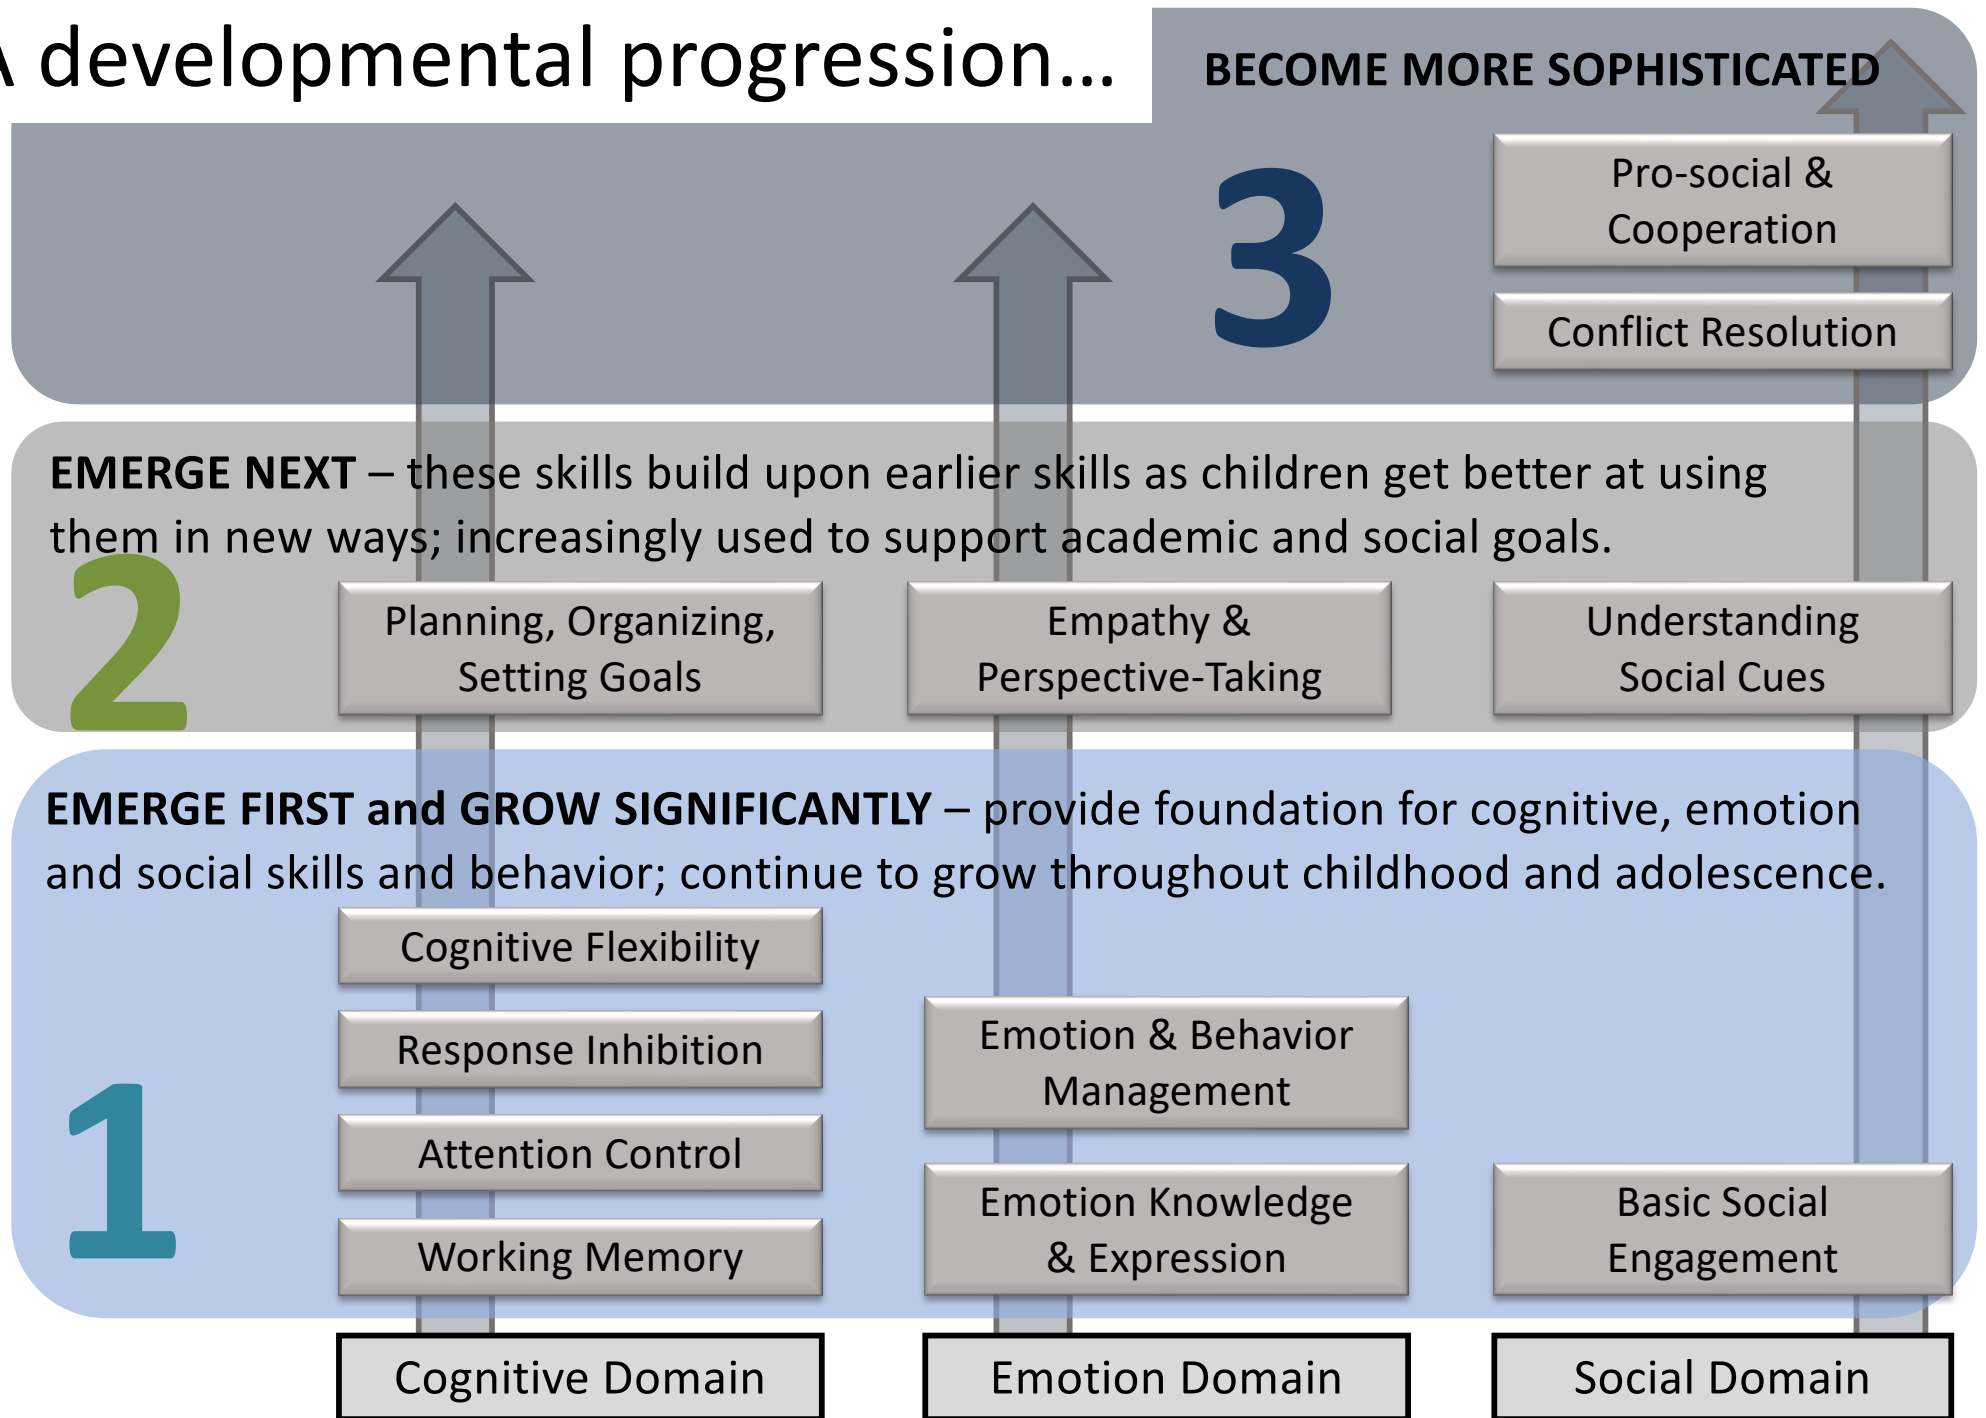 A developmental progression...
BECOME MORE SOPHISTICATED
3
Pro-social &
Cooperation
Conflict Resolution
EMERGE NEXT – these skills build upon earlier skills as children get better at using
them in new ways; increasingly used to support academic and social goals.
2
Planning, Organizing,
Setting Goals
Empathy &
Perspective-Taking
Understanding
Social Cues
EMERGE FIRST and GROW SIGNIFICANTLY – provide foundation for cognitive, emotion
and social skills and behavior; continue to grow throughout childhood and adolescence.
1
Cognitive Flexibility
Response Inhibition
Attention Control
Working Memory
Emotion & Behavior
Management
Emotion Knowledge
& Expression
Basic Social
Engagement
Cognitive Domain
Emotion Domain
Social Domain